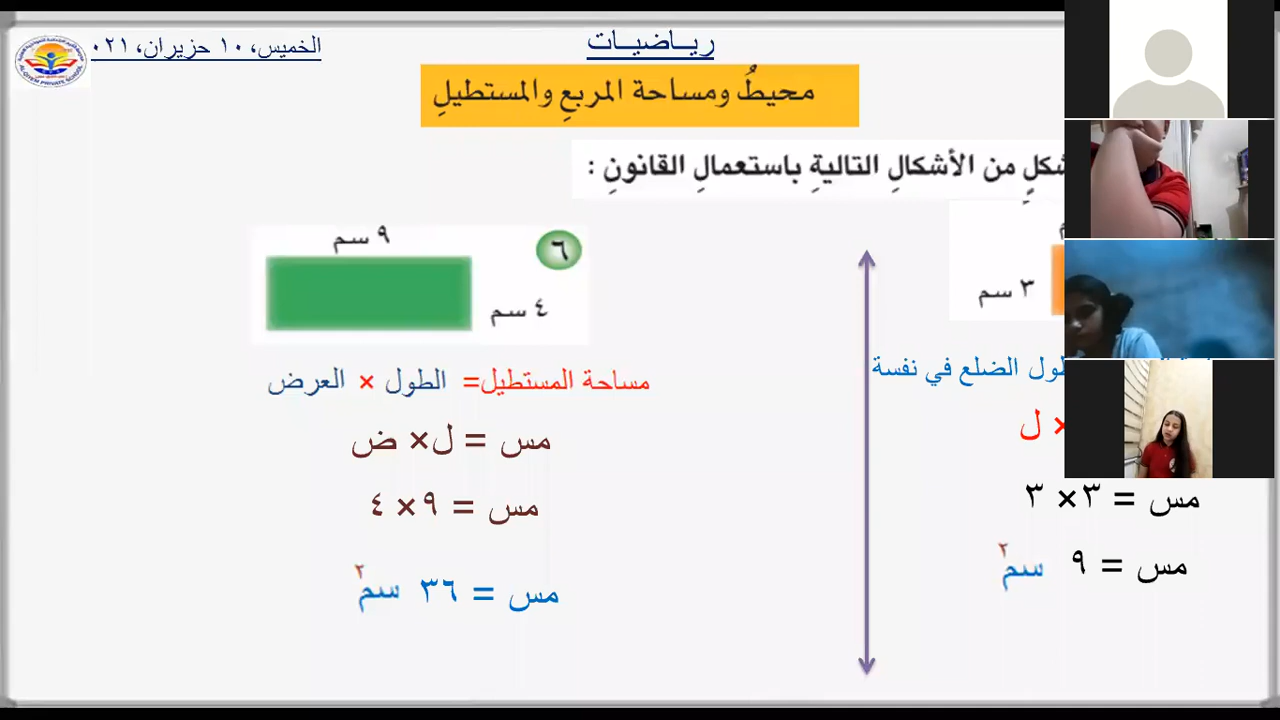 رياضيات
الخميس، ١٠ حزيران، ٠٢١
محيطُ ومساحة المربعِ والمستطيلِ
شكلٍ من الأشكالِ التاليةِ باستعمالِ القانونِ :
٣ سم
طول الضلع في نفسة
× ل
مس = ٣ × ٣
مس = ٩ سم٢
٦
٩ سم
٤ سم
مساحة المستطيل = الطول × العرض
مس = ل × ض
مس = ٩ × ٤
مس = ٣٦ سم٢